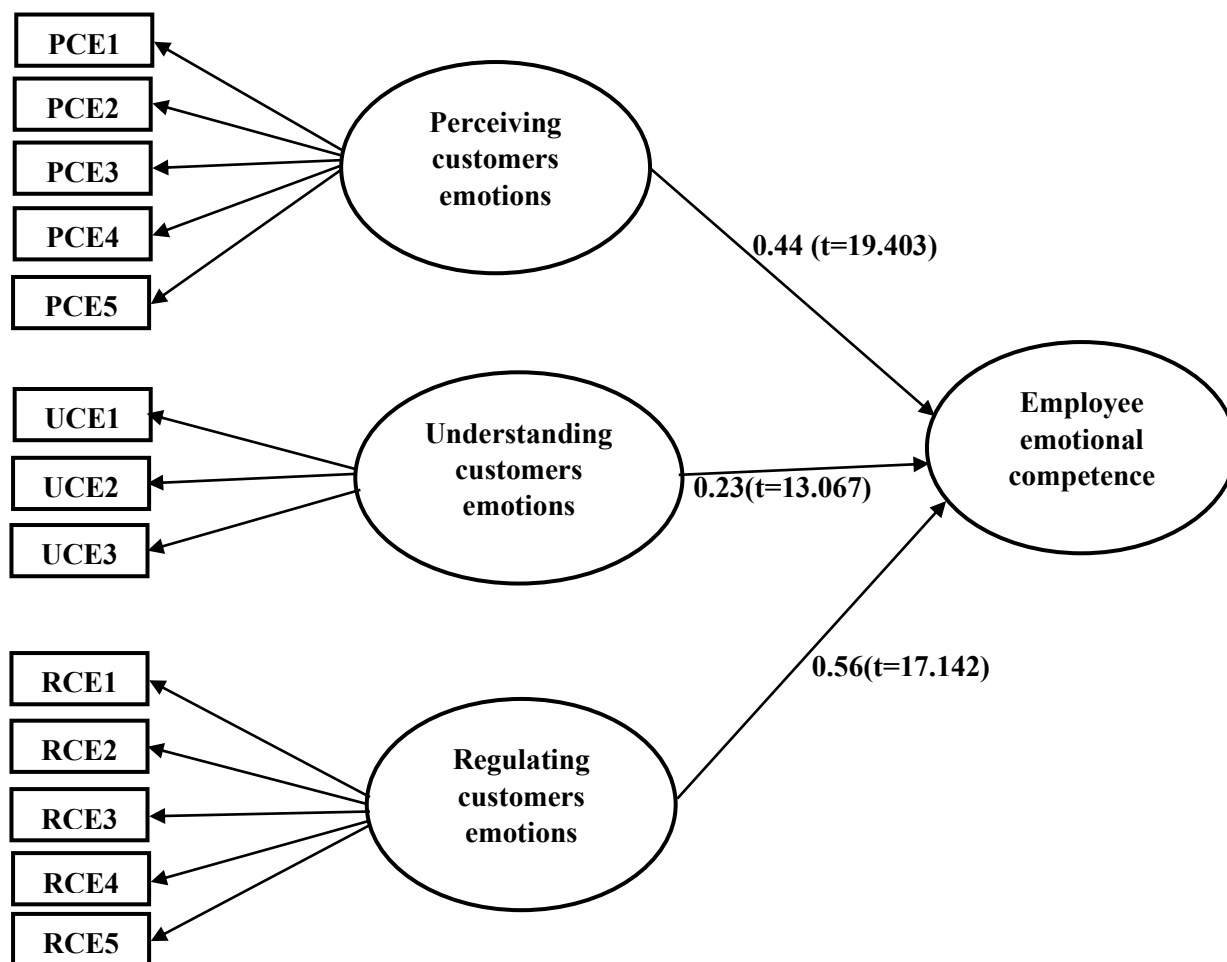 PCE1
PCE2
PCE3
PCE4
PCE5
Perceiving
customers
emotions
0.44 (t=19.403)
UCE1
UCE2
UCE3
Understanding
customers
emotions
0.23(t=13.067)
Employee
emotional
competence
RCE1
RCE2
RCE3
RCE4
RCE5
Regulating
customers
emotions
0.56(t=17.142)